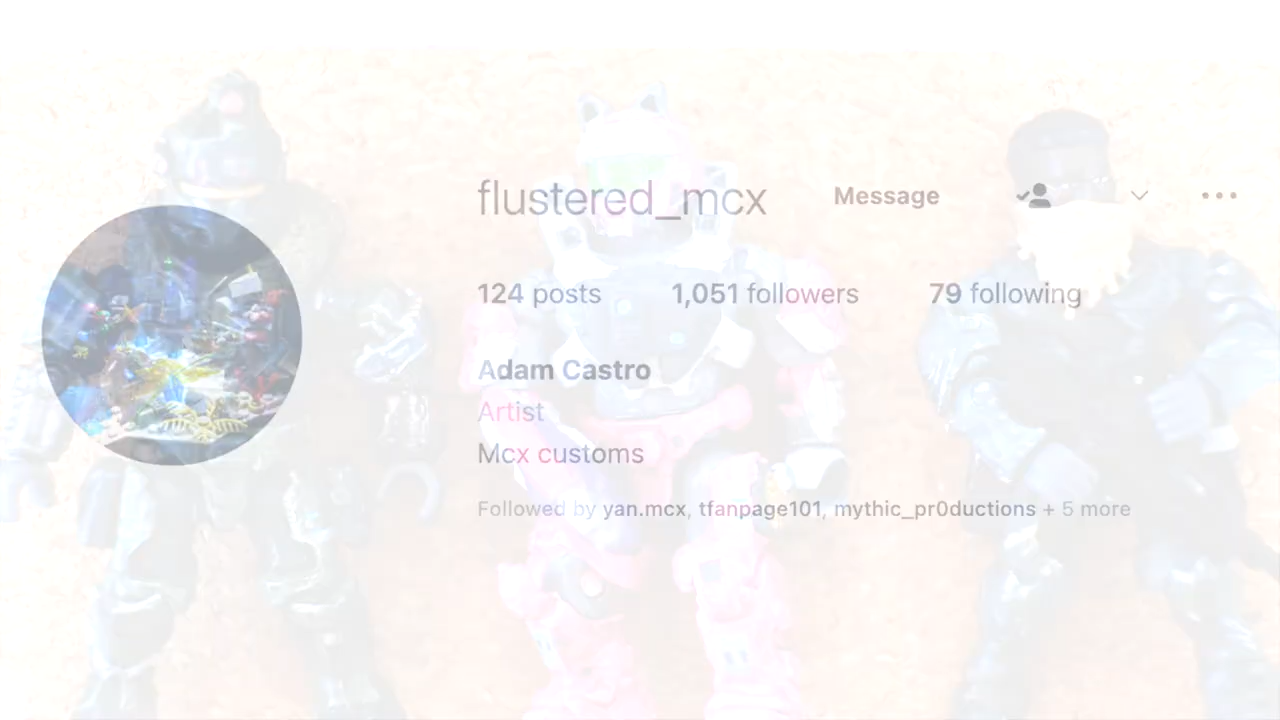 flustered_mcx Message
124 posts 1,051 followers 79 following
Adam Castro
Artist
Mcx customs
Followed by yan.mcx, tfanpage101, mythic_pr0ductions + 5 more